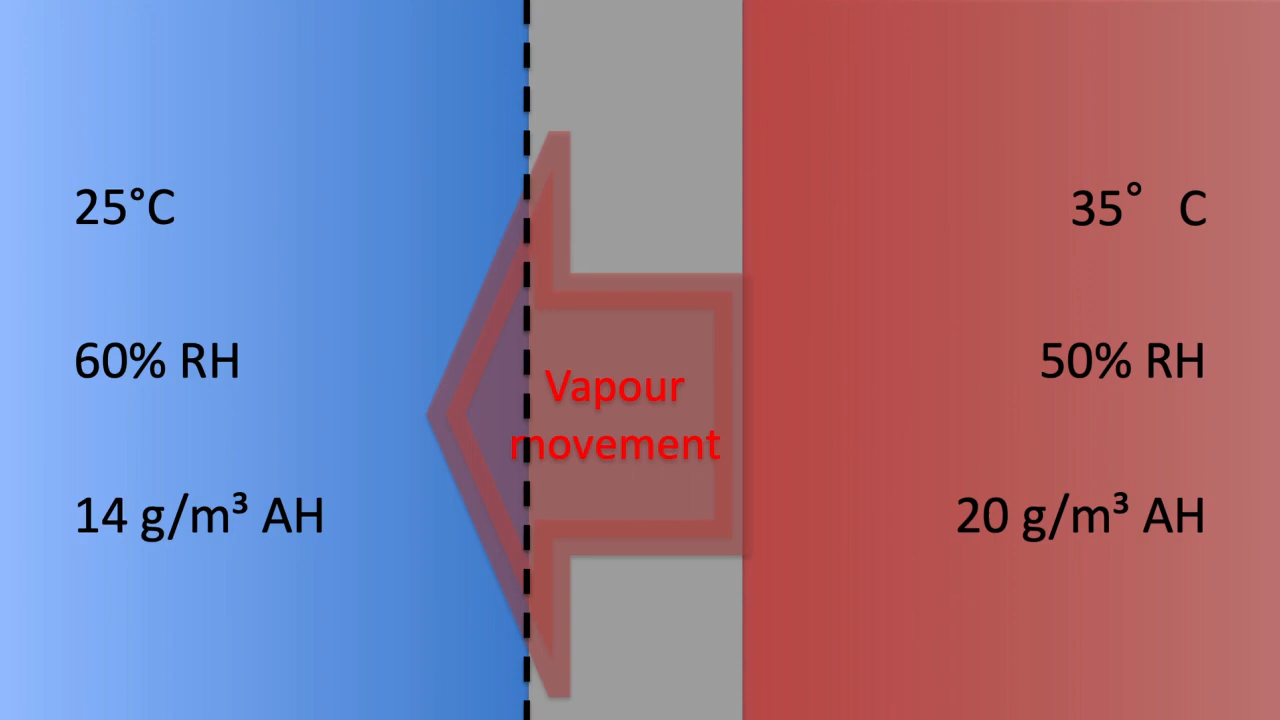 25°C
60% RH
14 g/m³ AH
Vapour
movement
35° C
50% RH
20 g/m³ AH